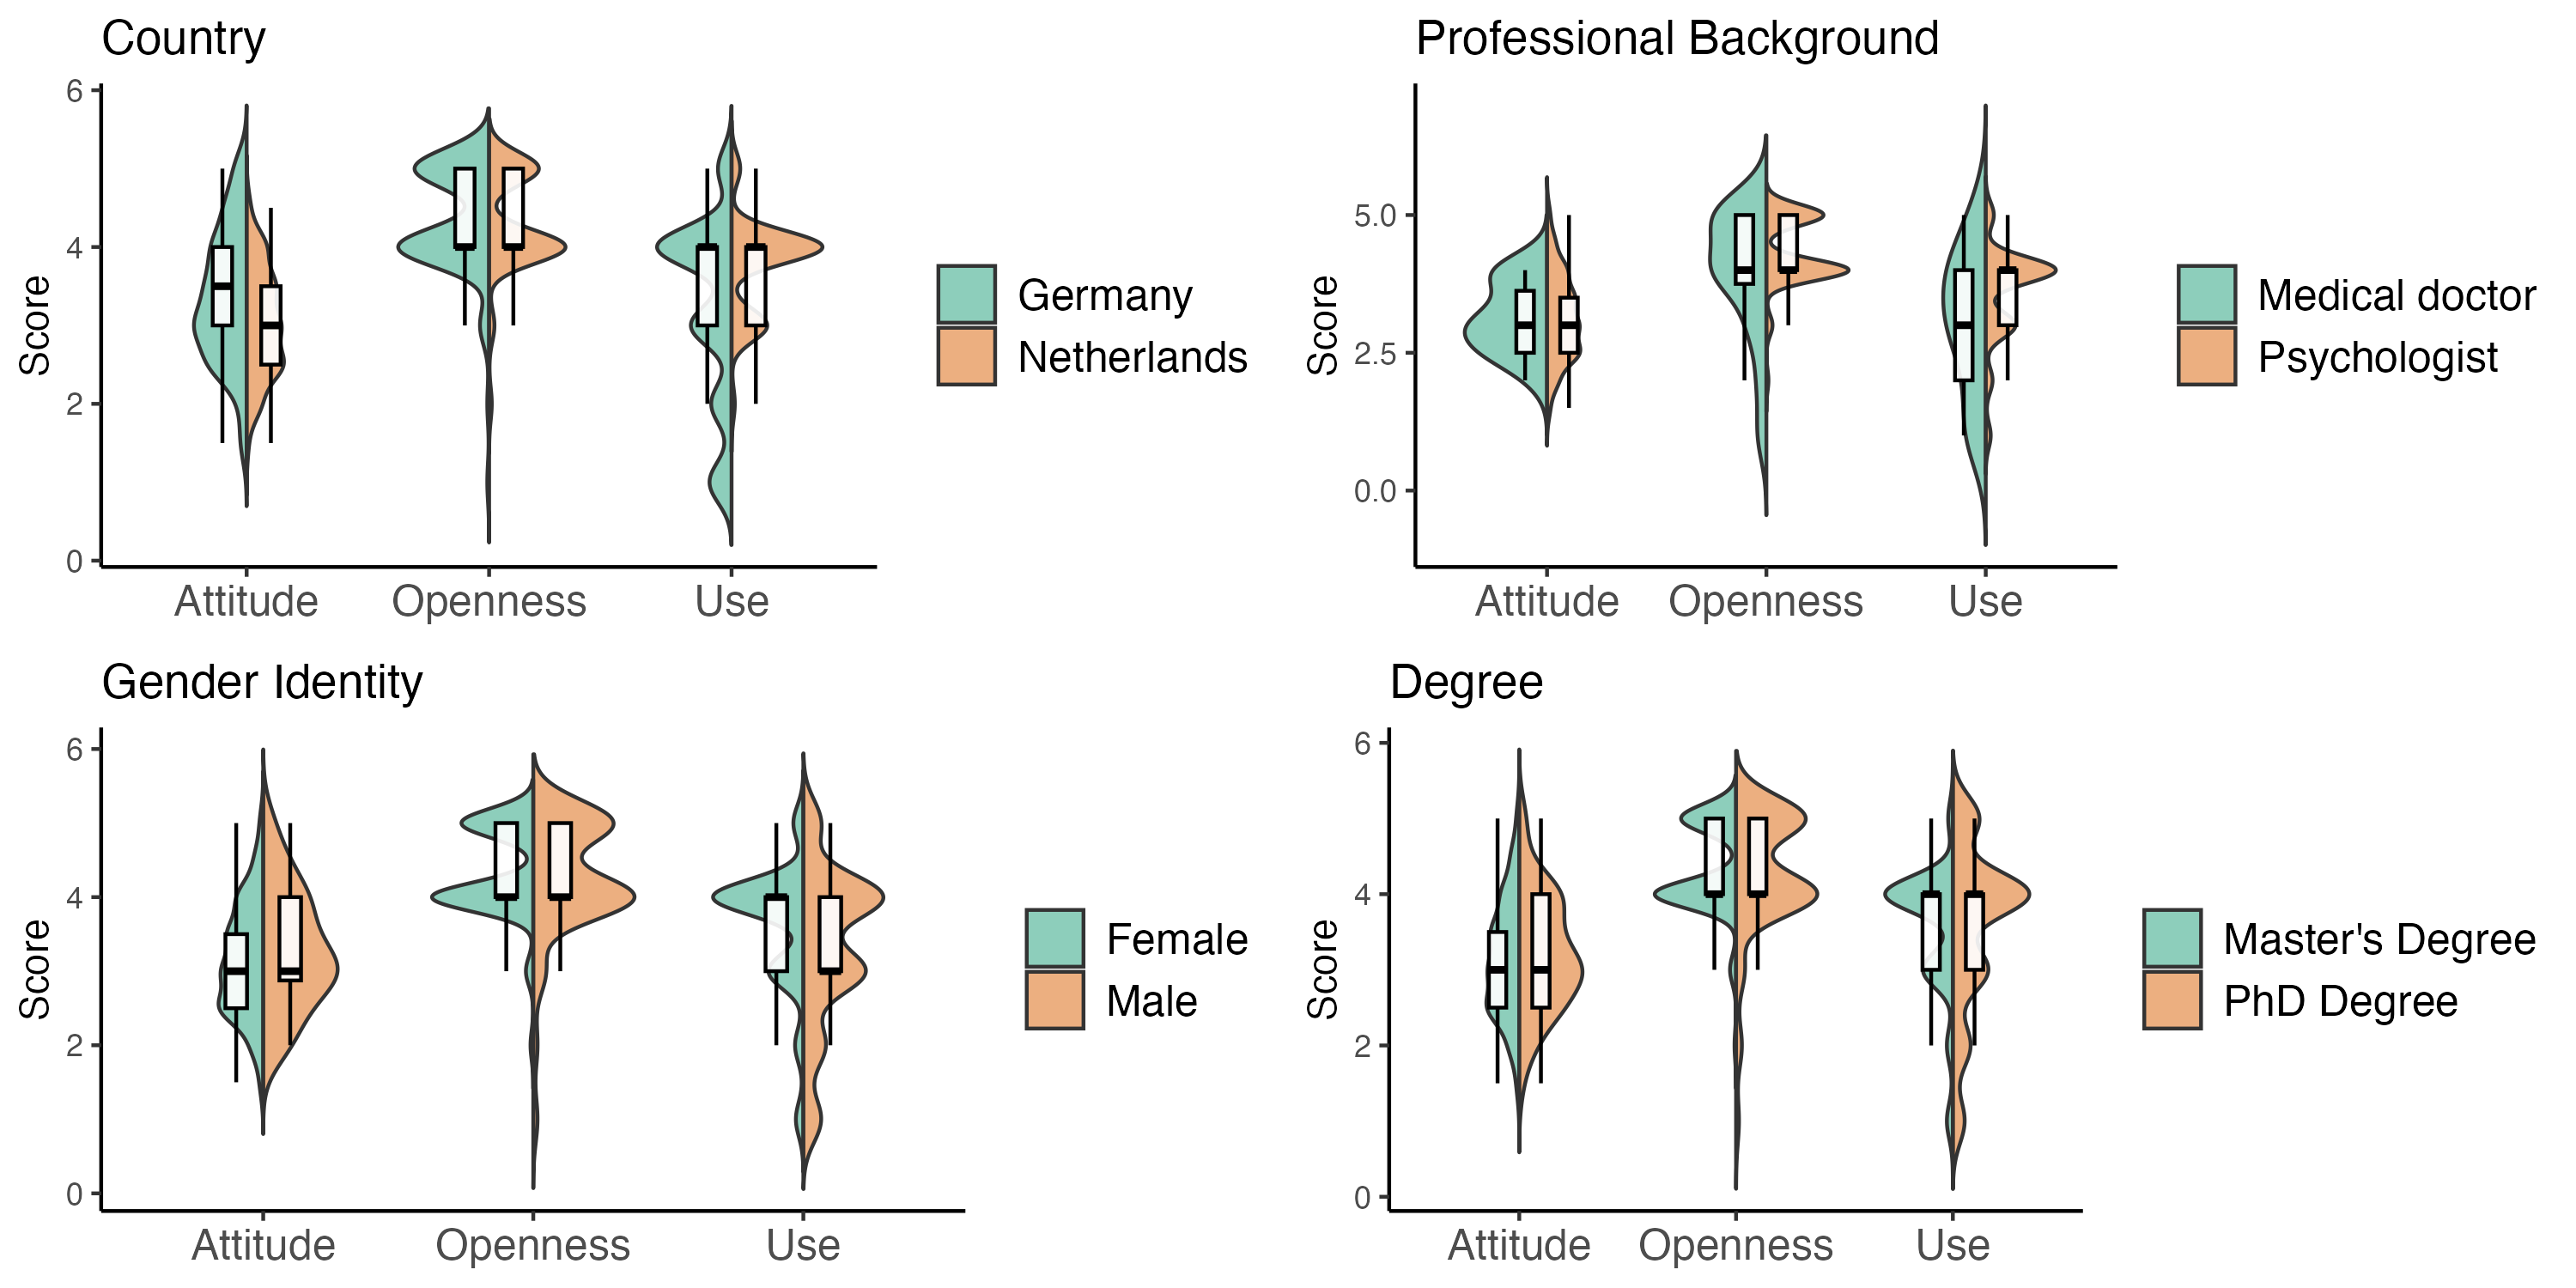 Country
Score
6
4
2
0
Attitude Openness Use
Germany
Netherlands
Professional Background
Score
5.0
2.5
0.0
Attitude Openness Use
Medical doctor
Psychologist
Gender Identity
Score
6
4
2
0
Attitude Openness Use
Female
Male
Degree
Score
6
4
2
0
Attitude Openness Use
Master's Degree
PhD Degree